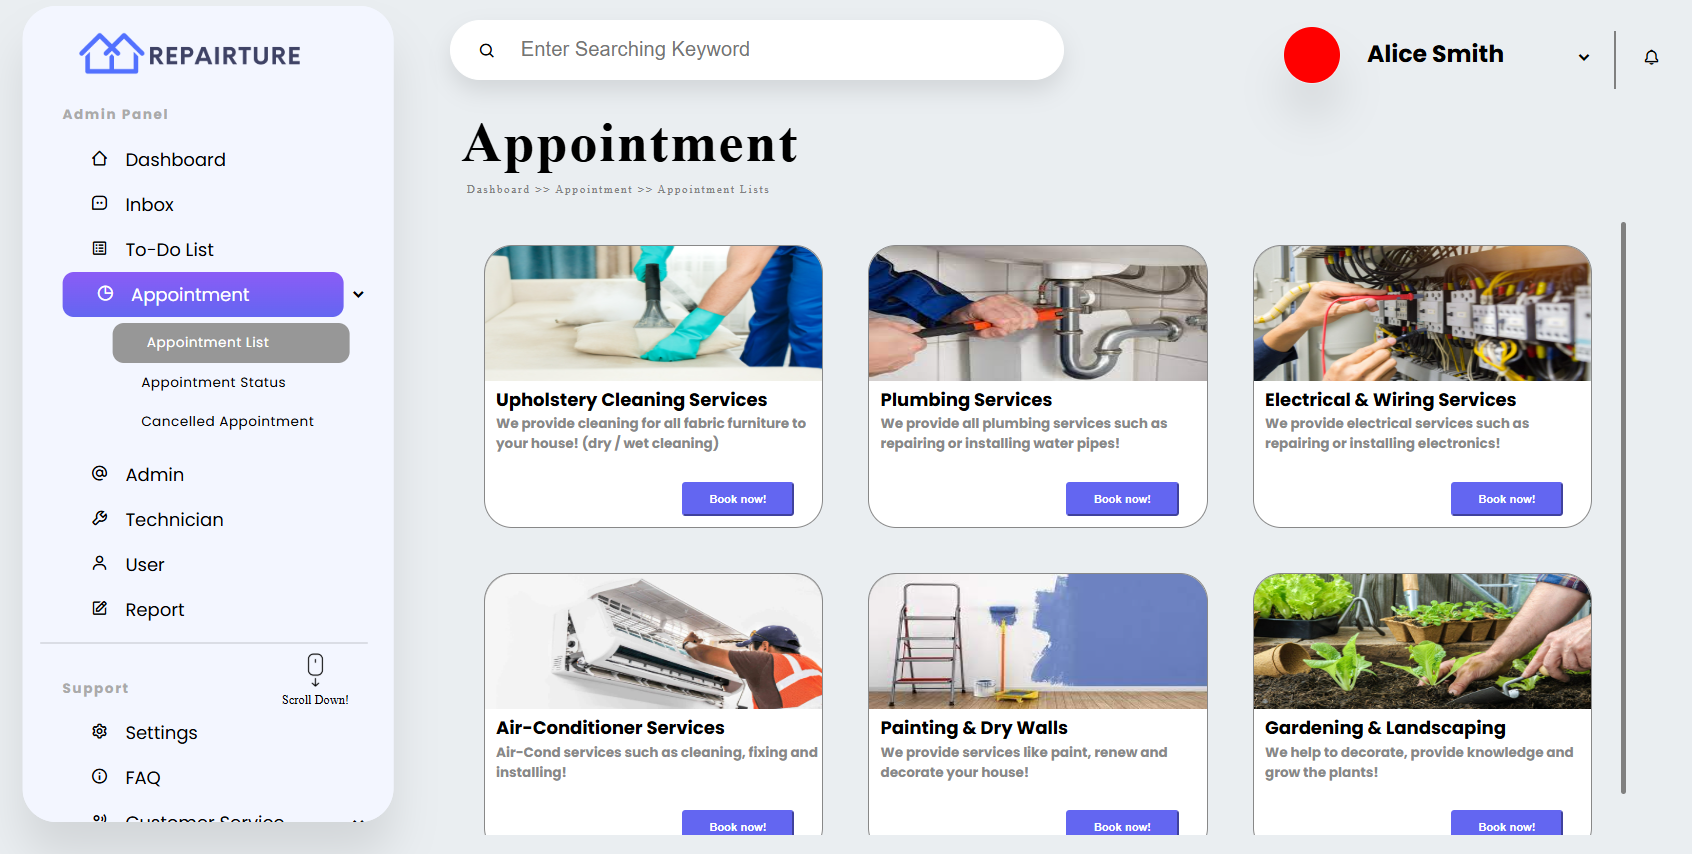 REPAIRTURE
Admin Panel
Dashboard
Inbox
To-Do List
Appointment
Appointment List
Appointment Status
Cancelled Appointment
Admin
Technician
User
Report
Scroll Down!
Support
Settings
FAQ
Customer Service
Enter Searching Keyword
Alice Smith
Appointment
Dashboard >> Appointment >> Appointment Lists
Upholstery Cleaning Services
We provide cleaning for all fabric furniture to
your house! (dry / wet cleaning)
Book now!
Plumbing Services
We provide all plumbing services such as
repairing or installing water pipes!
Book now!
Electrical & Wiring Services
We provide electrical services such as
repairing or installing electronics!
Book now!
Air-Conditioner Services
Air-Cond services such as cleaning, fixing and
installing!
Book now!
Painting & Dry Walls
We provide services like paint, renew and
decorate your house!
Book now!
Gardening & Landscaping
We help to decorate, provide knowledge and
grow the plants!
Book now!